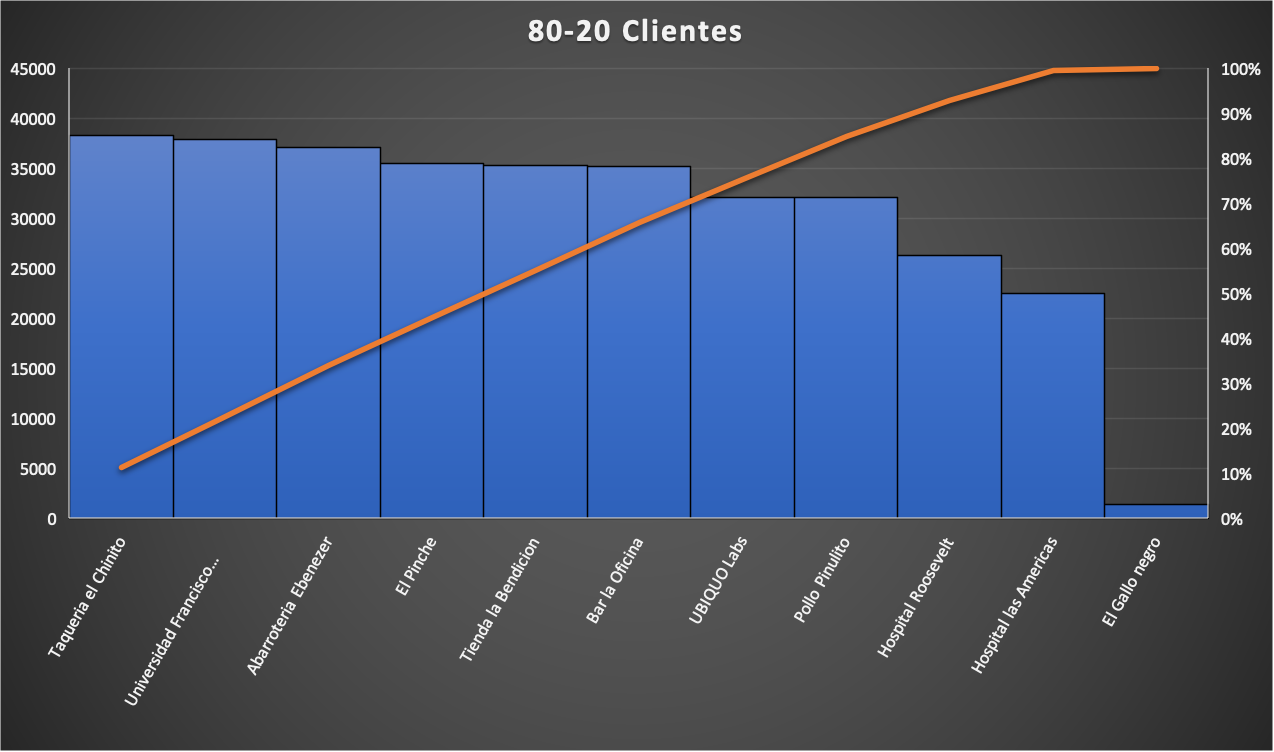 80-20 Clientes
45000
40000
35000
30000
25000
20000
15000
10000
5000
0
100%
90%
80%
70%
60%
50%
40%
30%
20%
10%
0%
Taqueria el Chinito
Universidad Francisco...
Abarroteria Ebenezer
El Pinche
Tienda la Bendicion
Bar la Oficina
UBIQUO Labs
Pollo Pinulito
Hospital Roosevelt
Hospital las Americas
El Gallo negro